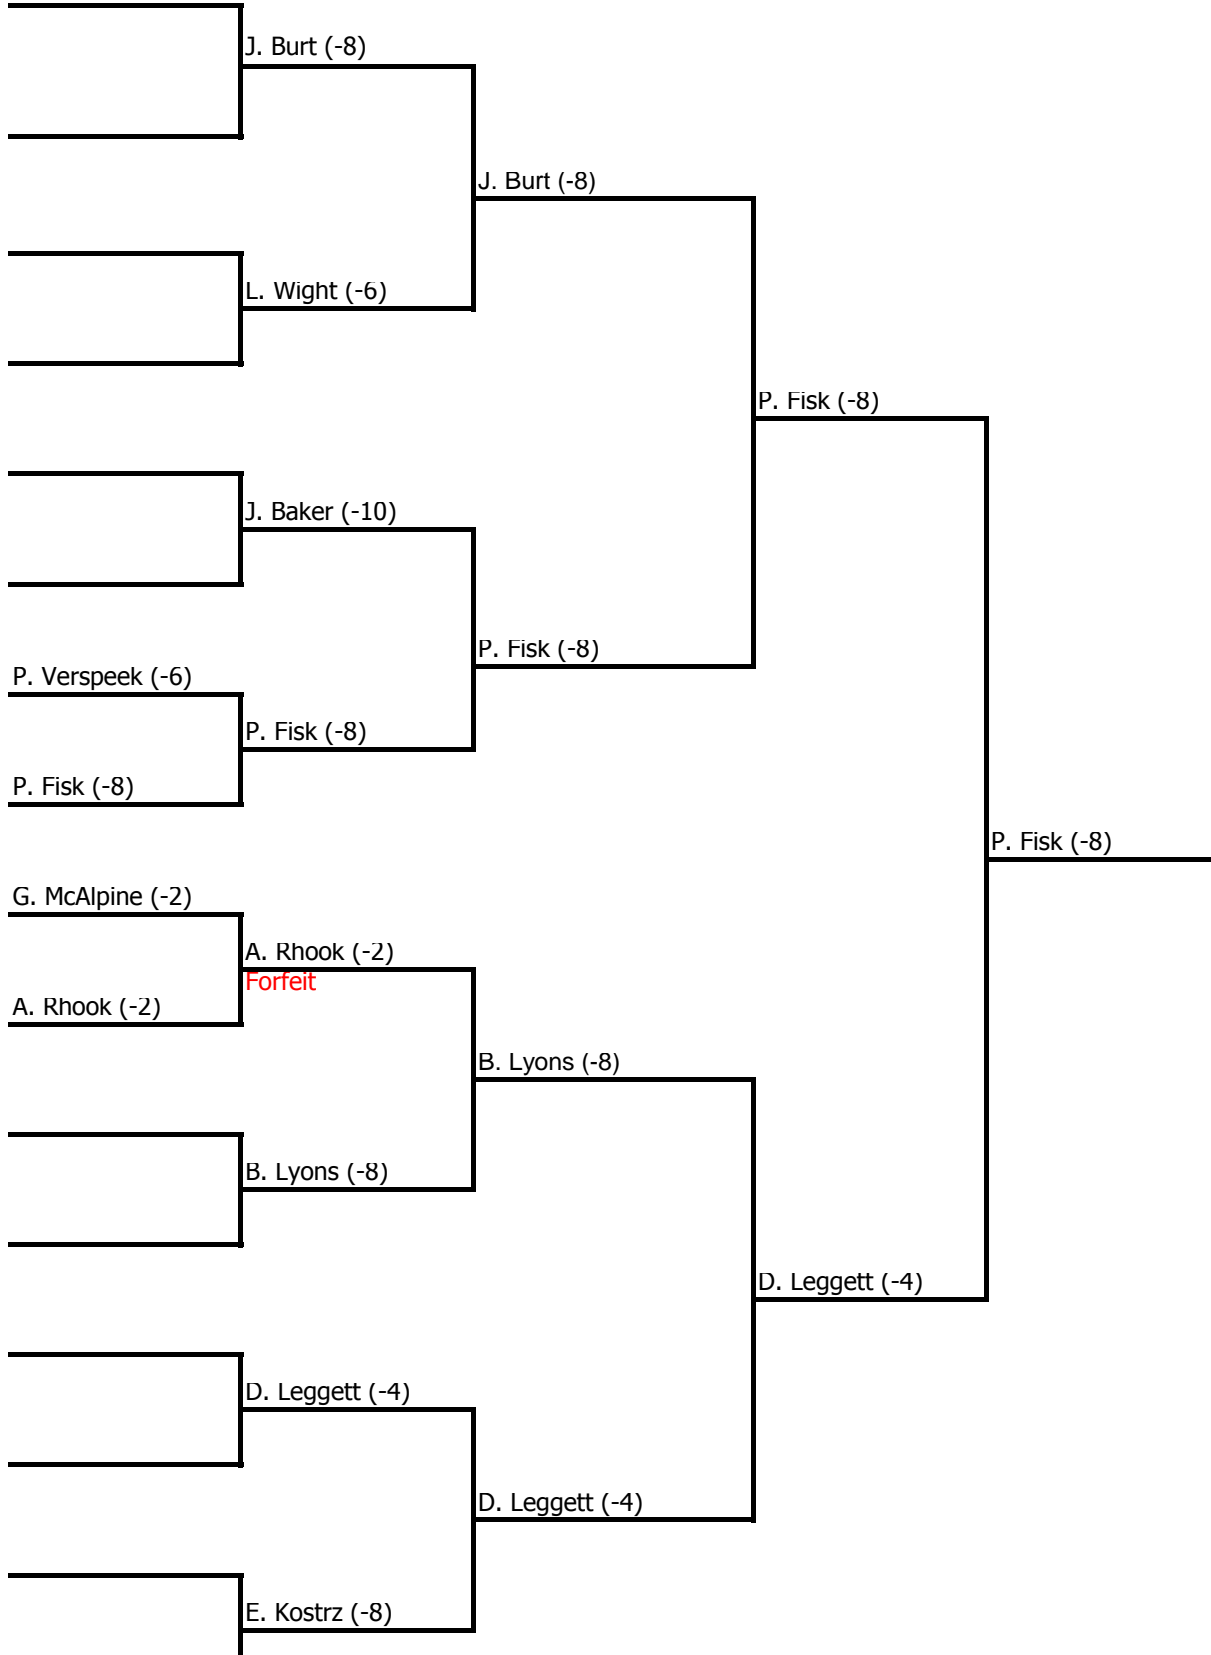 J. Burt (-8)
J. Burt (-8)
L. Wight (-6)
P. Fisk (-8)
J. Baker (-10)
P. Fisk (-8)
P. Verspeek (-6)
P. Fisk (-8)
P. Fisk (-8)
P. Fisk (-8)
G. McAlpine (-2)
A. Rhook (-2)
Forfeit
A. Rhook (-2)
B. Lyons (-8)
B. Lyons (-8)
D. Leggett (-4)
D. Leggett (-4)
D. Leggett (-4)
E. Kostrz (-8)